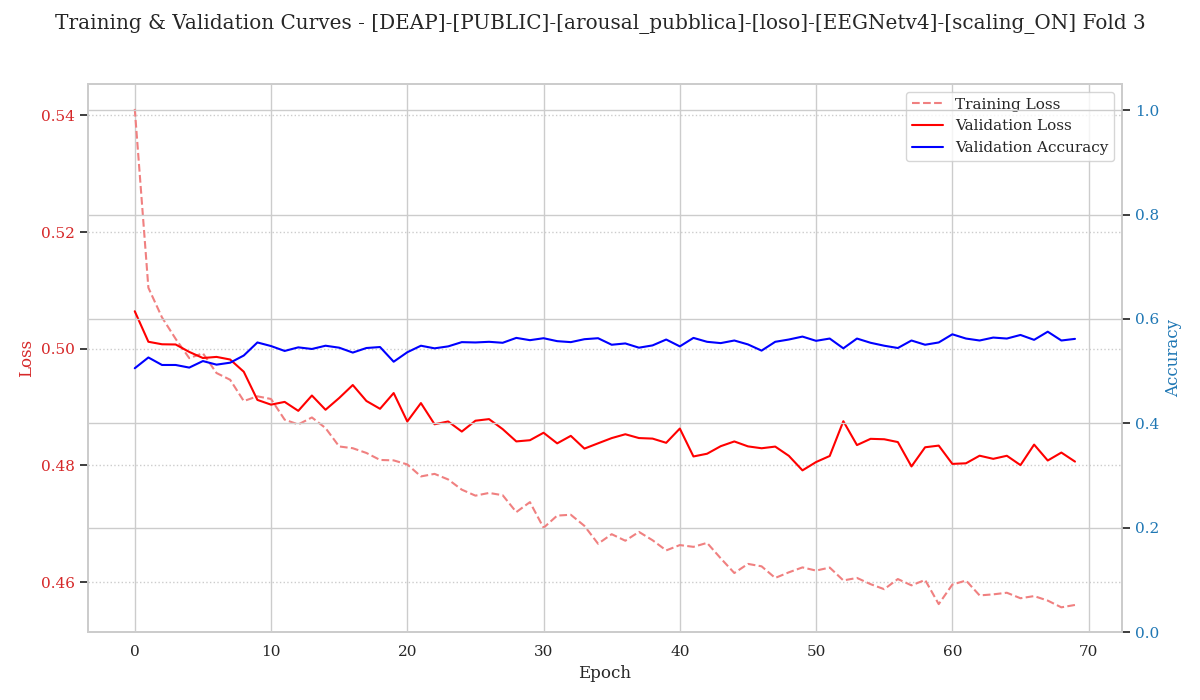 Training & Validation Curves - [DEAP]-[PUBLIC]-[arousal_pubblica]-[loso]-[EEGNetv4]-[scaling_ON] Fold 3
Training Loss
Validation Loss
Validation Accuracy
0.54
0.52
0.50
0.48
0.46
Loss
1.0
0.8
0.6
0.4
0.2
0.0
Accuracy
0 10 20 30 40 50 60 70
Epoch